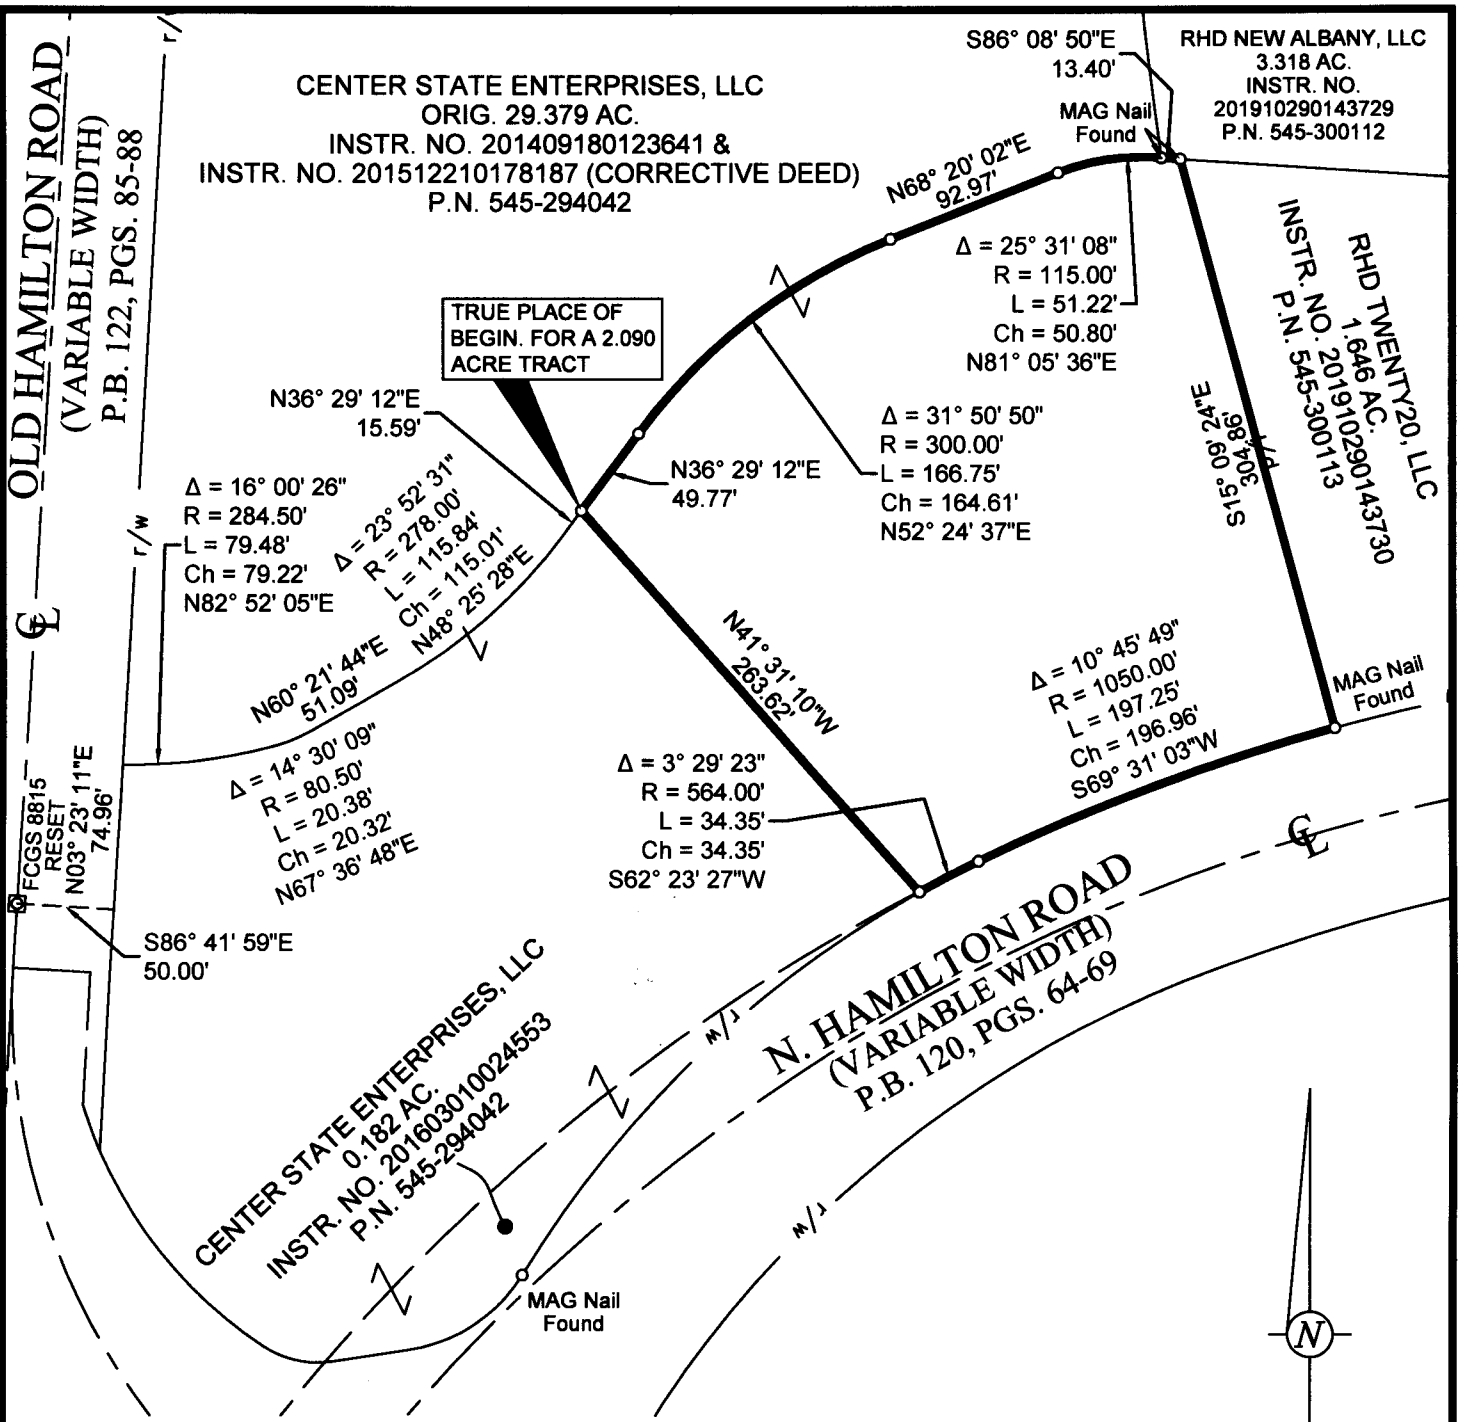 OLD HAMILTON ROAD
(VARIABLE WIDTH)
P.B. 122, PGS. 85-88
r/
r/w
CENTER STATE ENTERPRISES, LLC
ORIG. 29.379 AC.
INSTR. NO. 201409180123641 &
INSTR. NO. 201512210178187 (CORRECTIVE DEED)
P.N. 545-294042
S86° 08' 50"E
13.40'
RHD NEW ALBANY, LLC
3.318 AC.
INSTR. NO.
201910290143729
P.N. 545-300112
MAG Nail
Found
N68° 20' 02"E
92.97'
Δ = 25° 31' 08"
R = 115.00'
L = 51.22'
Ch = 50.80'
N81° 05' 36"E
RHD TWENTY20, LLC
1.646 AC.
INSTR. NO. 201910290143730
P.N. 545-300113
TRUE PLACE OF
BEGIN. FOR A 2.090
ACRE TRACT
N36° 29' 12"E
15.59'
N36° 29' 12"E
49.77'
Δ = 31° 50' 50"
R = 300.00'
L = 166.75'
Ch = 164.61'
N52° 24' 37"E
S15° 09' 24"E
304.86'
P/L
Δ = 16° 00' 26"
R = 284.50'
L = 79.48'
Ch = 79.22'
N82° 52' 05"E
Δ = 23° 52' 31"
R = 278.00'
L = 115.84'
Ch = 115.01'
N48° 25' 28"E
CL
N60° 21' 44"E
51.09'
N41° 31' 10"W
263.62'
Δ = 10° 45' 49"
R = 1050.00'
L = 197.25'
Ch = 196.96'
S69° 31' 03"W
MAG Nail
Found
Δ = 14° 30' 09"
R = 80.50'
L = 20.38'
Ch = 20.32'
N67° 36' 48"E
Δ = 3° 29' 23"
R = 564.00'
L = 34.35'
Ch = 34.35'
S62° 23' 27"W
FCGS 8815
RESET
N03° 23' 11"E
74.96'
S86° 41' 59"E
50.00'
CL
N. HAMILTON ROAD
(VARIABLE WIDTH)
P.B. 120, PGS. 64-69
r/w
r/w
CENTER STATE ENTERPRISES, LLC
0.182 AC.
INSTR. NO. 201603010024553
P.N. 545-294042
MAG Nail
Found
N